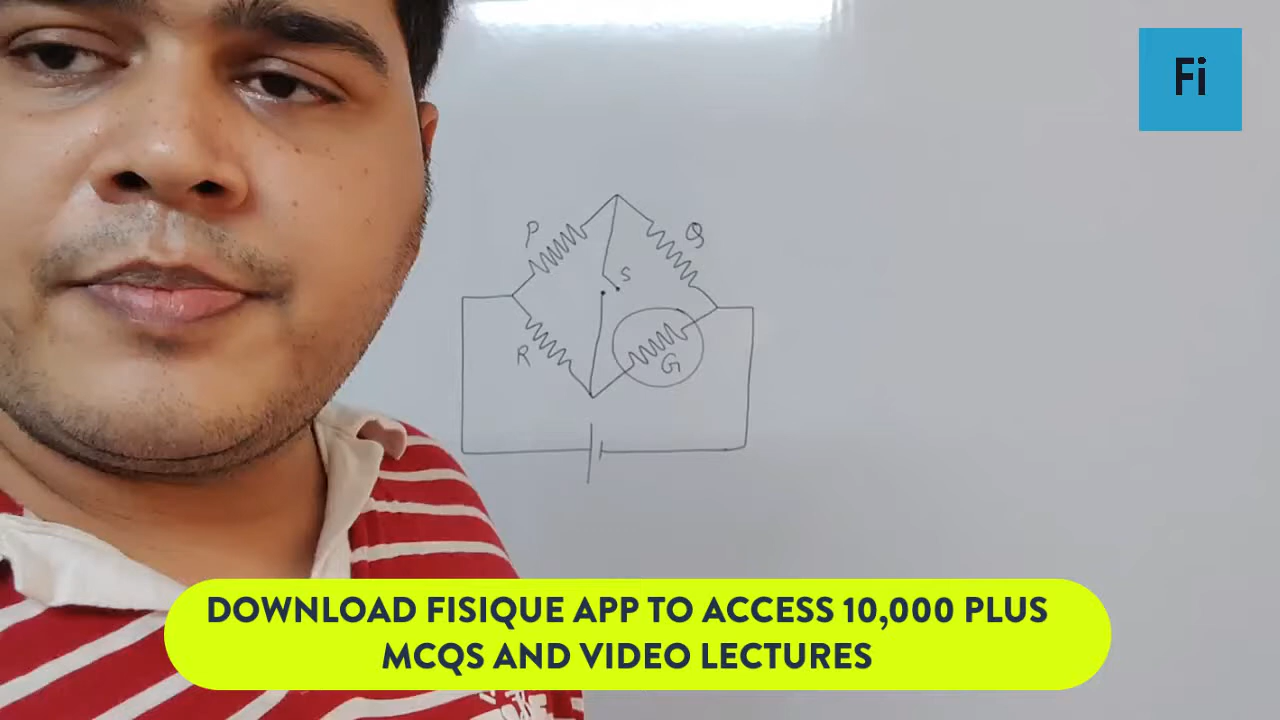 Fi
P
Q
S
R
G
DOWNLOAD FISIQUE APP TO ACCESS 10,000 PLUS
MCQS AND VIDEO LECTURES